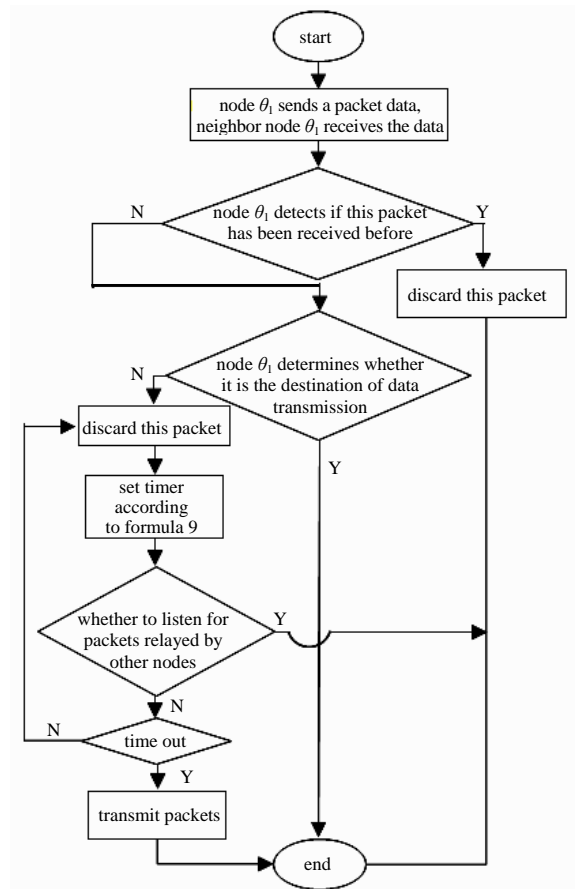 start
node θ₁ sends a packet data,
neighbor node θ₁ receives the data
N
node θ₁ detects if this packet
has been received before
Y
discard this packet
node θ₁ determines whether
it is the destination of data
transmission
N
discard this packet
Y
set timer
according
to formula 9
whether to listen for
packets relayed by
other nodes
Y
N
N
time out
Y
transmit packets
end